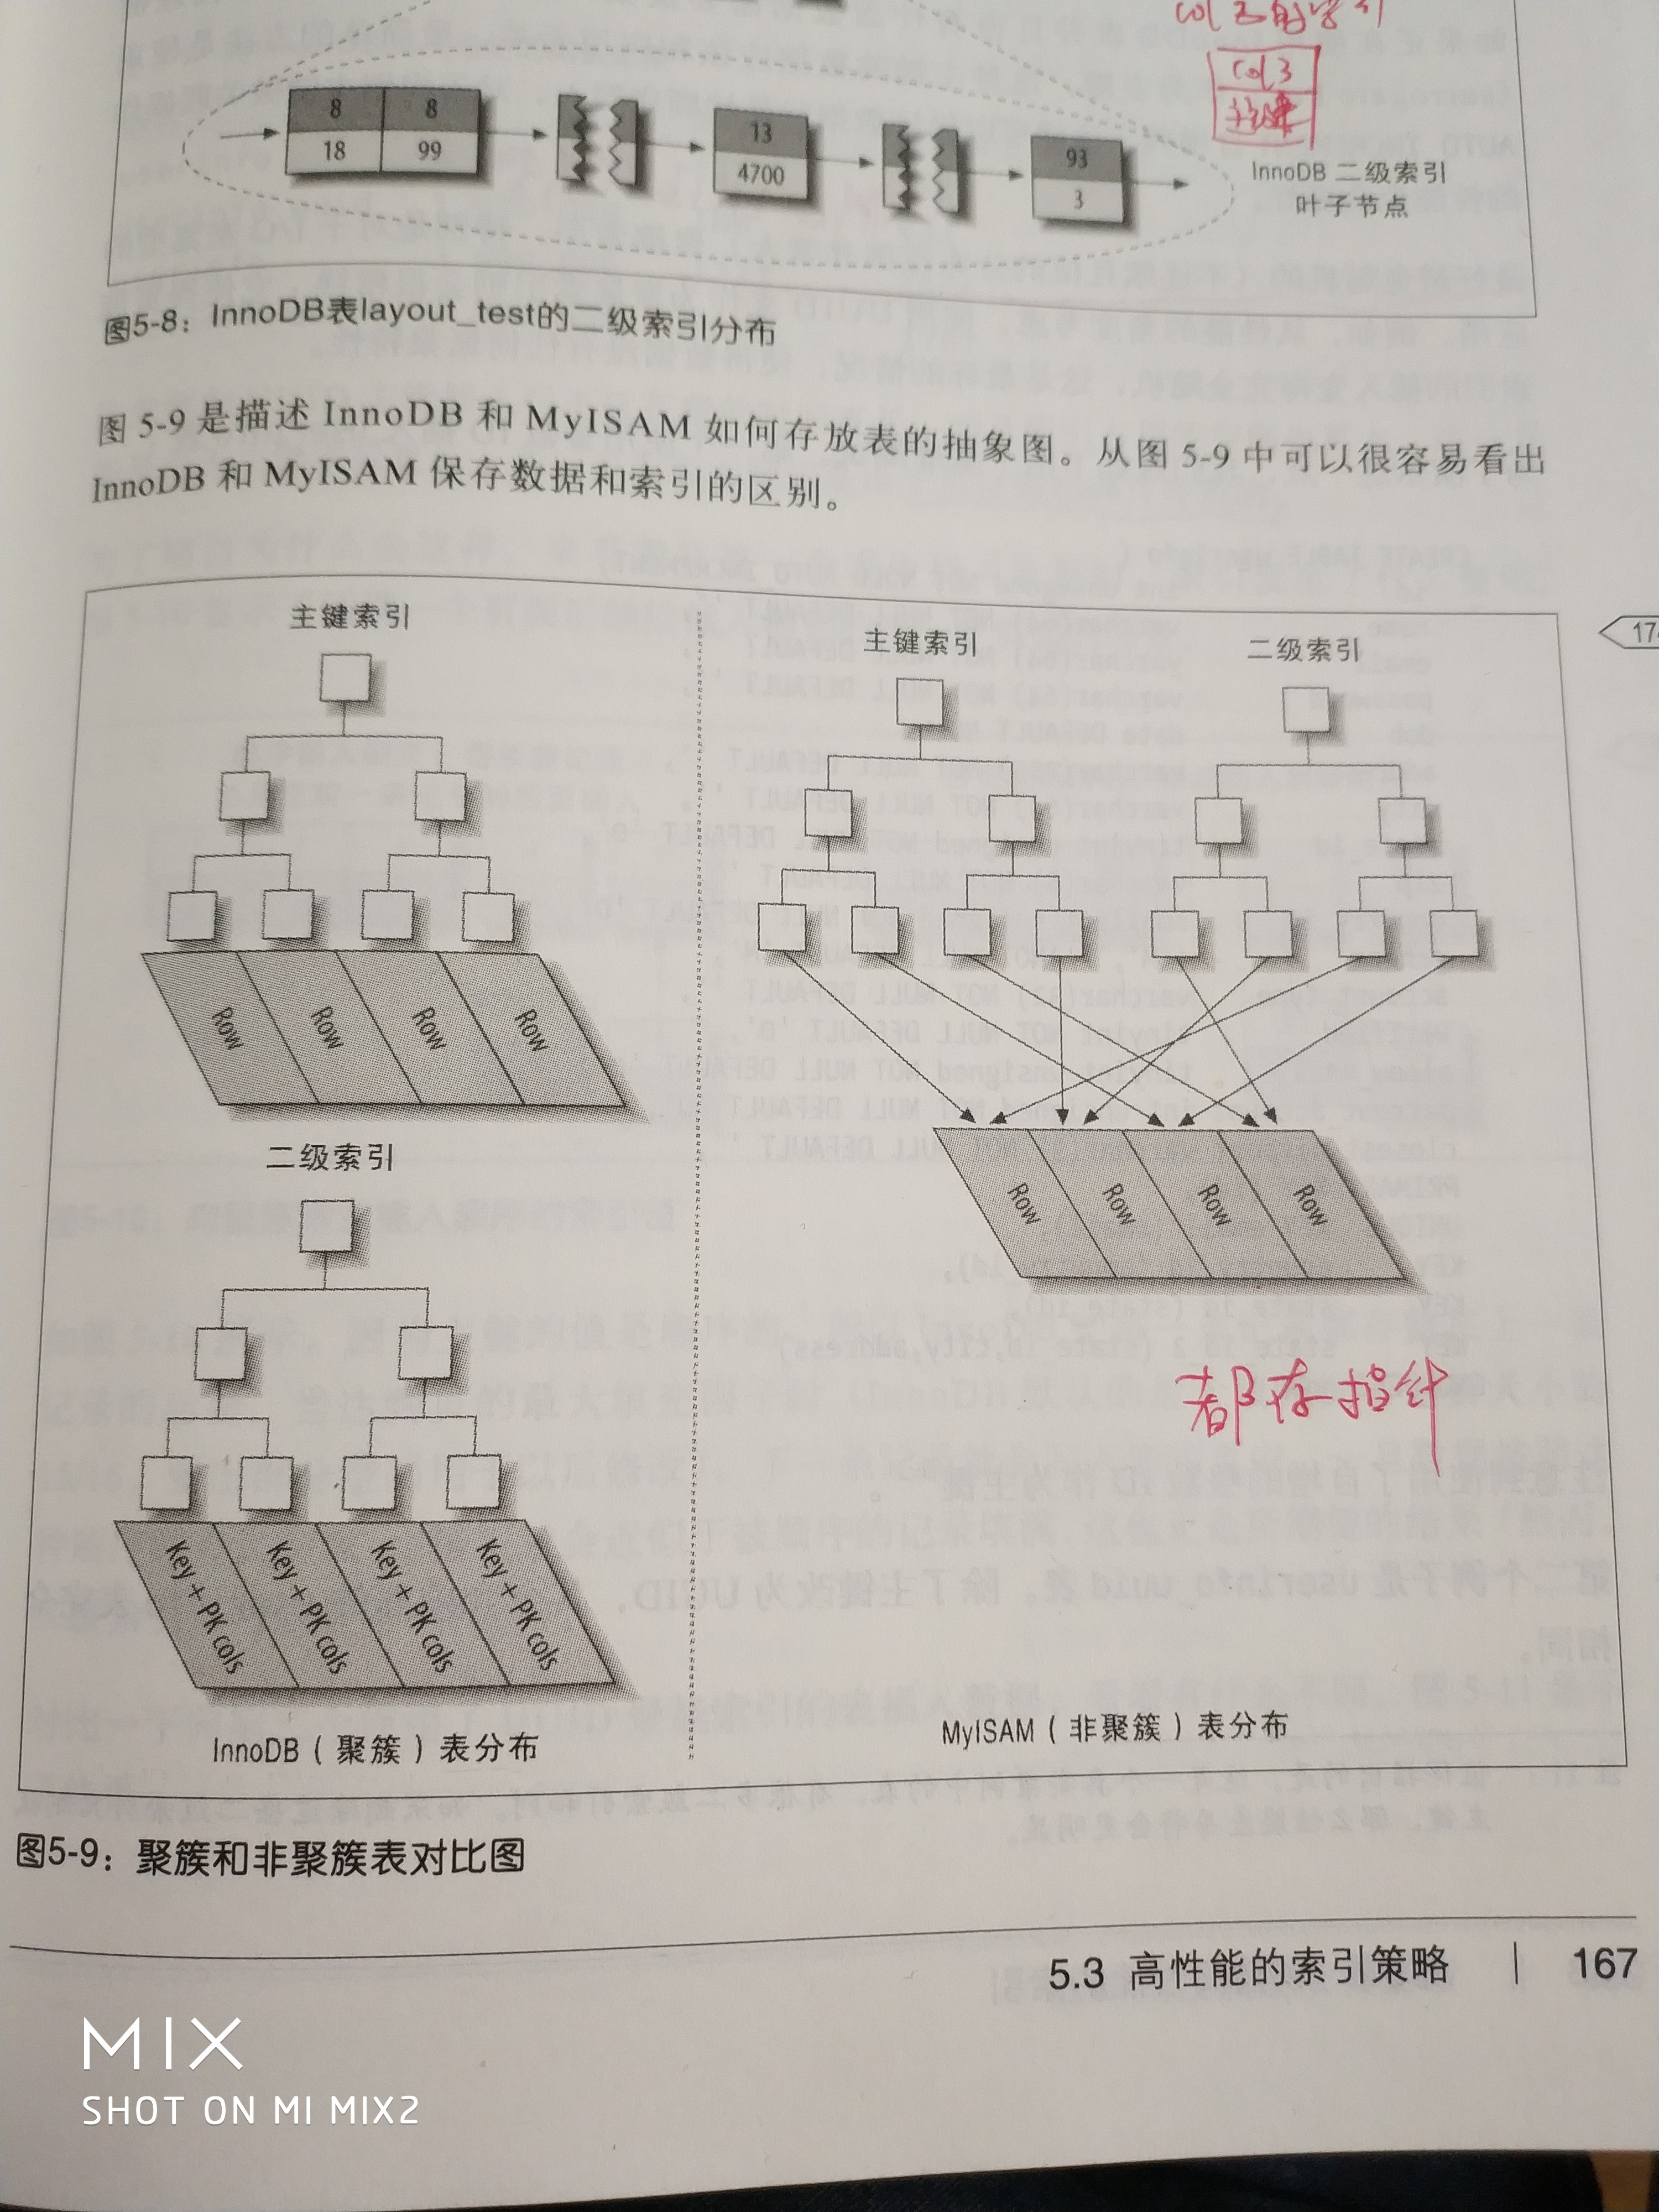 col 3
主键
8 8 13 93
18 99 4700 3
InnoDB 二级索引
叶子节点
图5-8：InnoDB表layout_test的二级索引分布
图 5-9 是描述 InnoDB 和 MyISAM 如何存放表的抽象图。从图 5-9 中可以很容易看出
InnoDB 和 MyISAM 保存数据和索引的区别。
主键索引
Row Row Row Row
二级索引
Key + PK cols Key + PK cols Key + PK cols Key + PK cols
InnoDB（聚簇）表分布
主键索引 二级索引
Row Row Row Row
都存指针
MyISAM（非聚簇）表分布
图5-9：聚簇和非聚簇表对比图
5.3 高性能的索引策略 | 167
MIX
SHOT ON MI MIX2